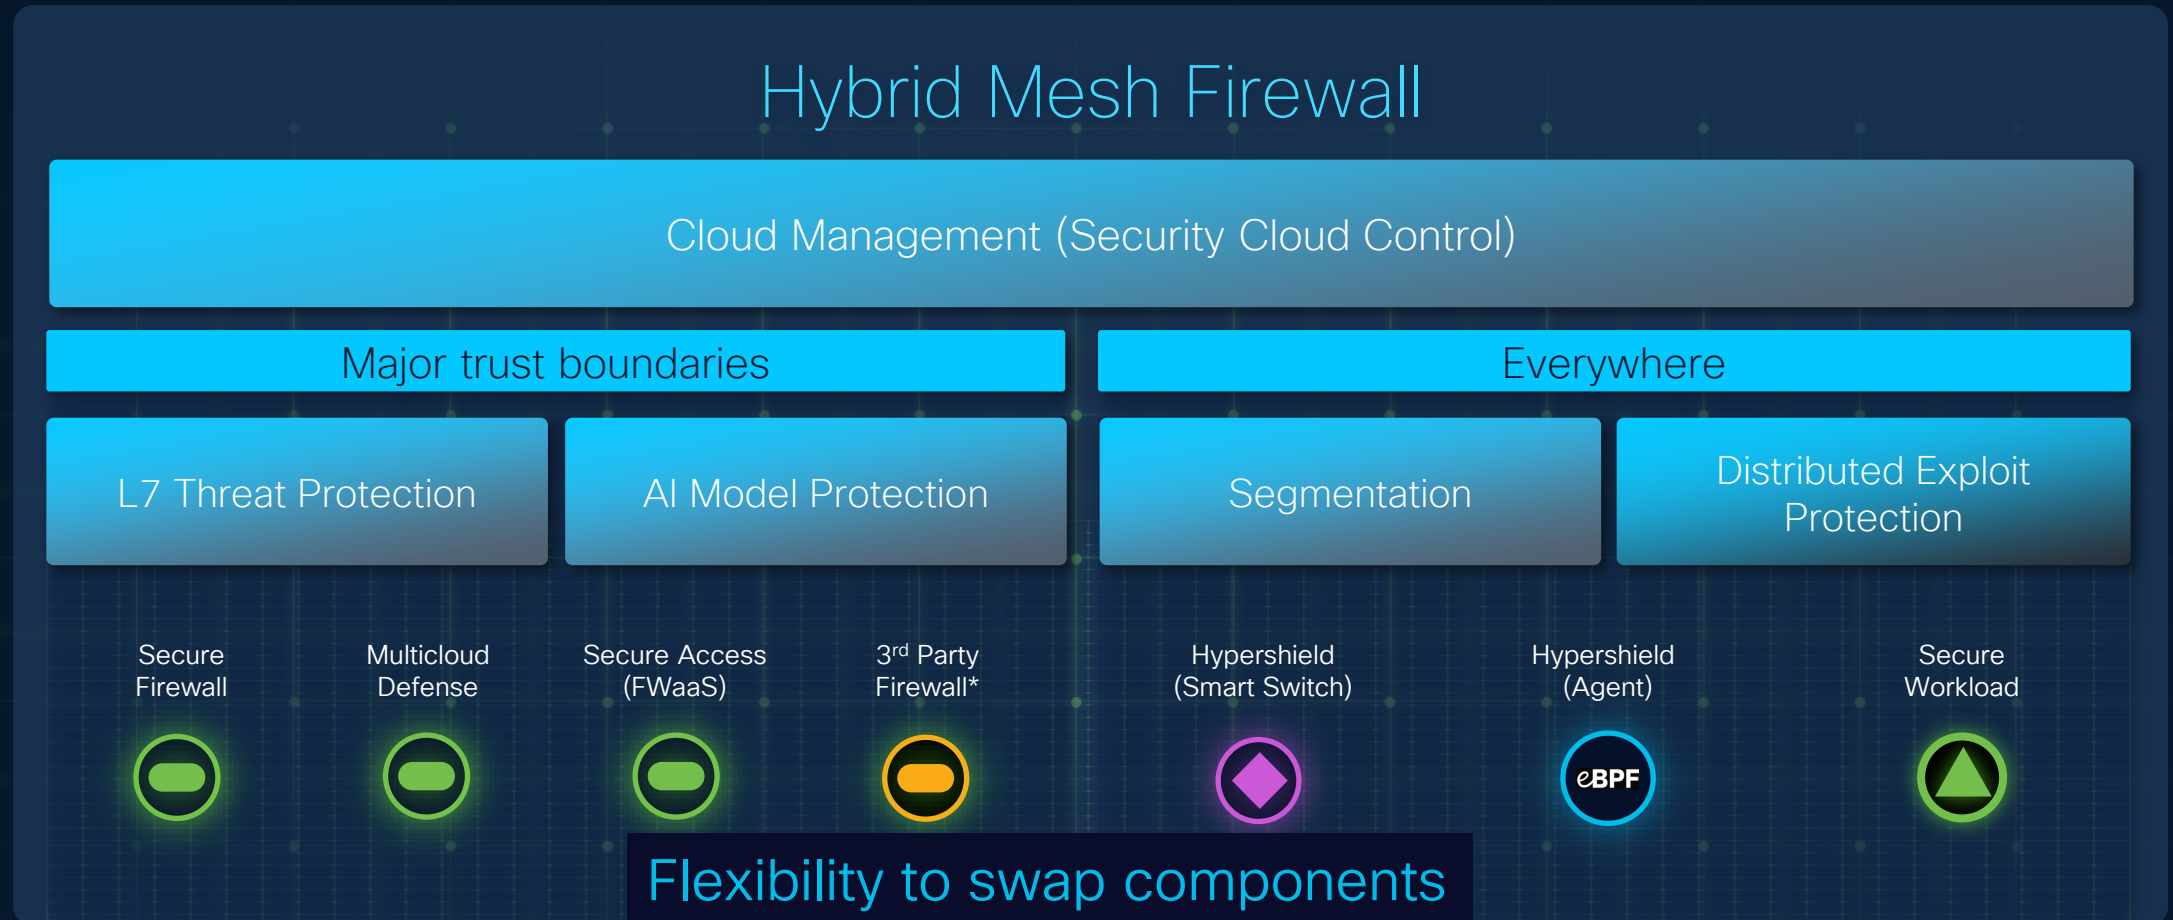 Hybrid Mesh Firewall
Cloud Management (Security Cloud Control)
Major trust boundaries
Everywhere
L7 Threat Protection
AI Model Protection
Segmentation
Distributed Exploit
Protection
Secure
Firewall
Multicloud
Defense
Secure Access
(FWaaS)
3rd Party
Firewall*
Hypershield
(Smart Switch)
Hypershield
(Agent)
Secure
Workload
eBPF
Flexibility to swap components